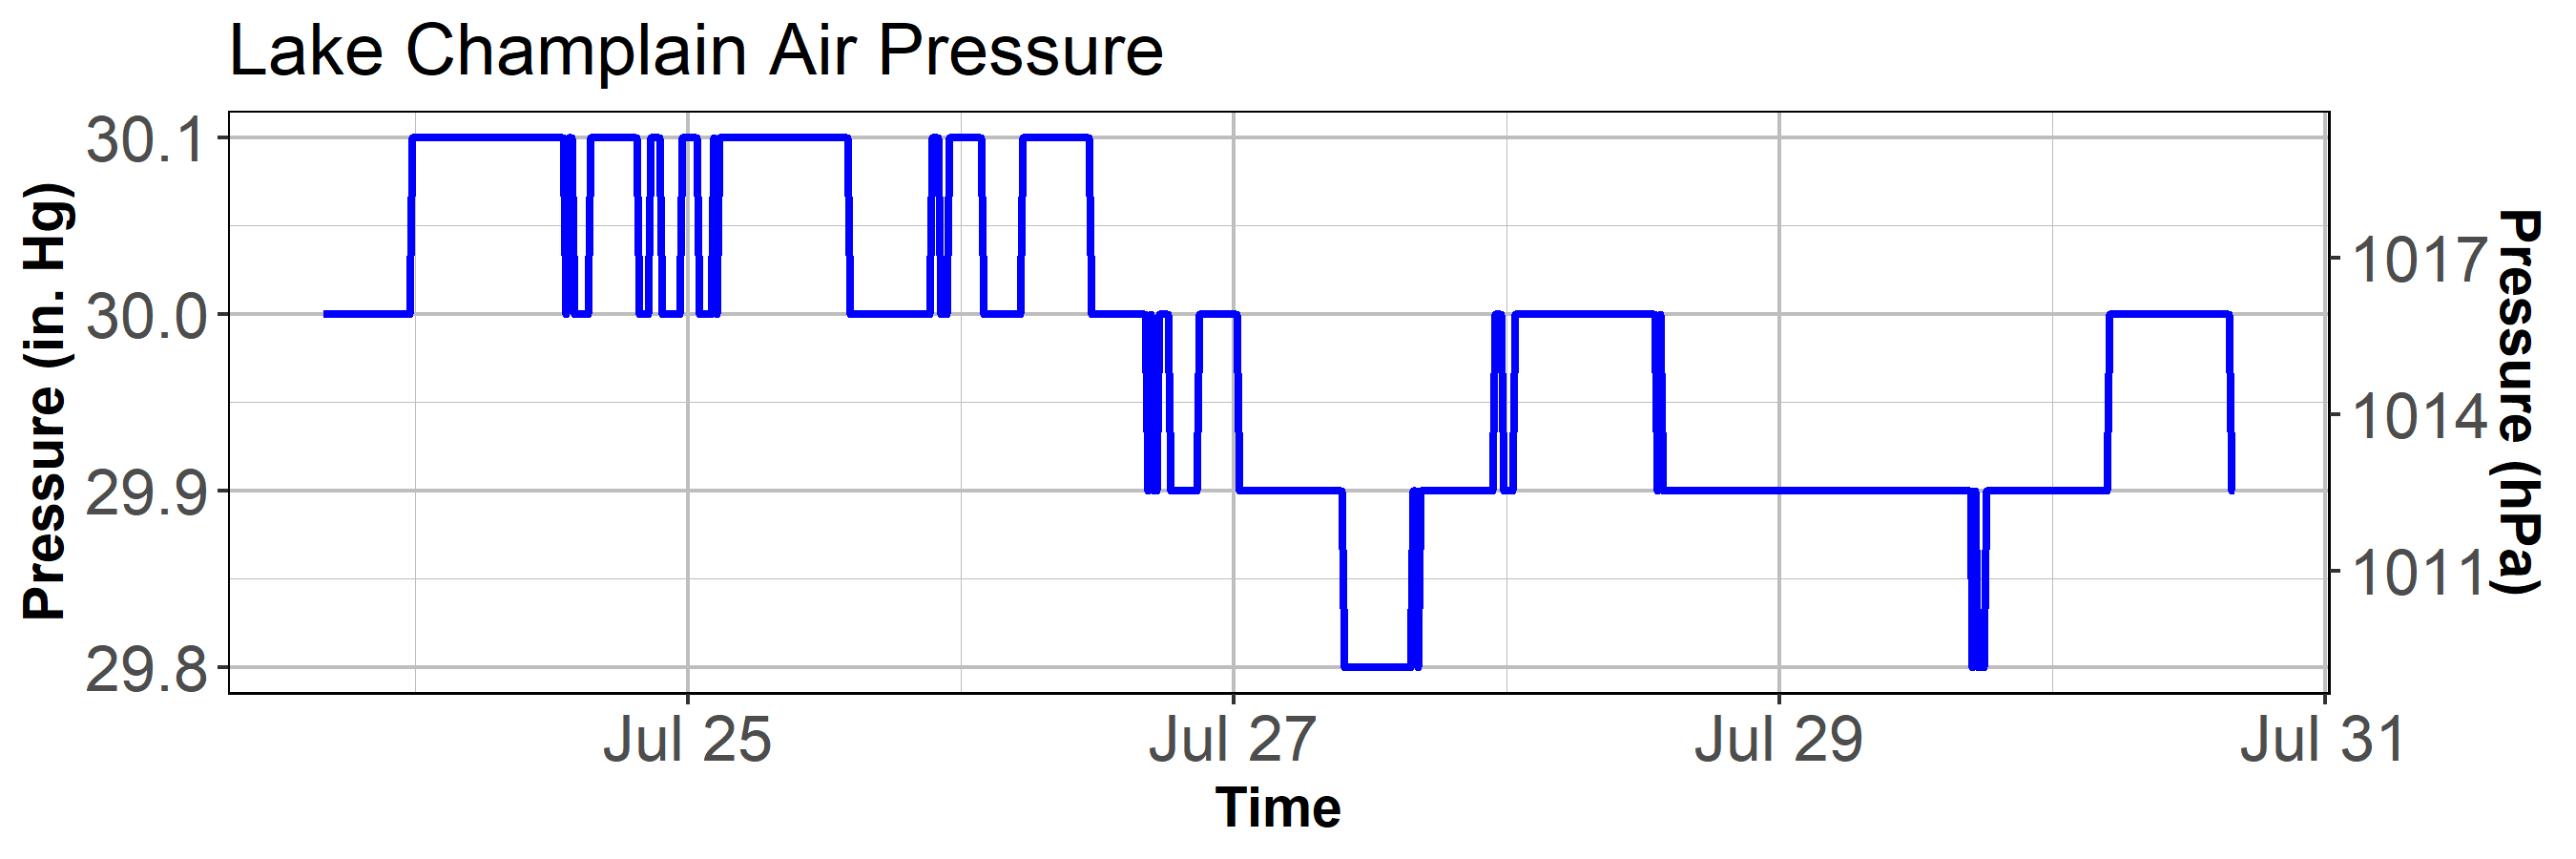 Lake Champlain Air Pressure
Pressure (in. Hg)
30.1
30.0
29.9
29.8
1017
1014
1011
Pressure (hPa)
Jul 25
Jul 27
Jul 29
Jul 31
Time